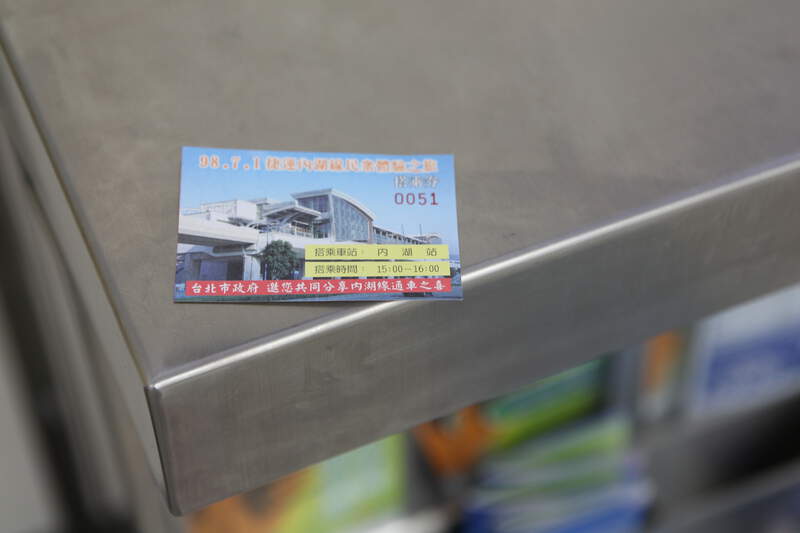 98.7.1捷運內湖線民眾體驗之旅
搭乘券
0051
搭乘車站： 內湖站
搭乘時間： 15:00－16:00
台北市政府 邀您共同分享內湖線通車之喜